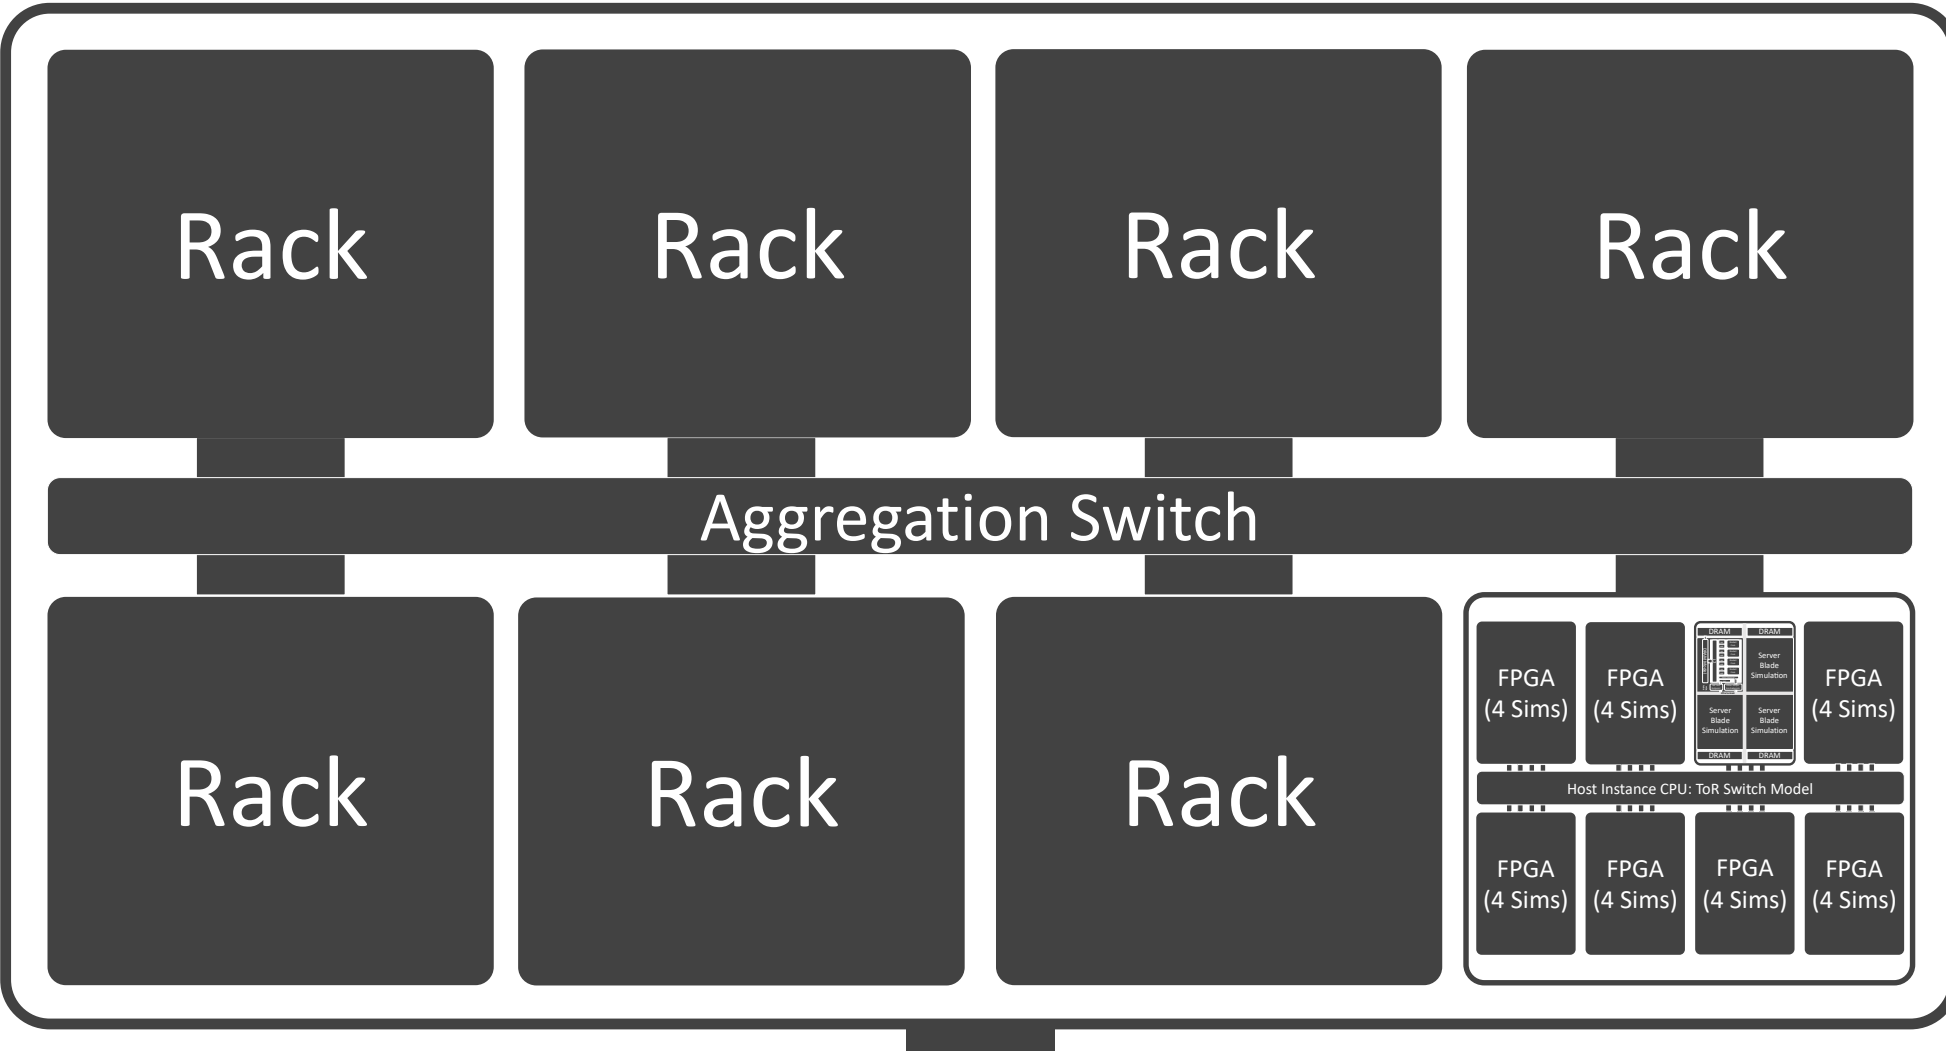 Rack
Rack
Rack
Rack
Aggregation Switch
Rack
Rack
Rack
FPGA
(4 Sims)
FPGA
(4 Sims)
DRAM
DRAM
Server
Blade
Simulation
Server
Blade
Simulation
Server
Blade
Simulation
DRAM
DRAM
FPGA
(4 Sims)
Host Instance CPU: ToR Switch Model
FPGA
(4 Sims)
FPGA
(4 Sims)
FPGA
(4 Sims)
FPGA
(4 Sims)